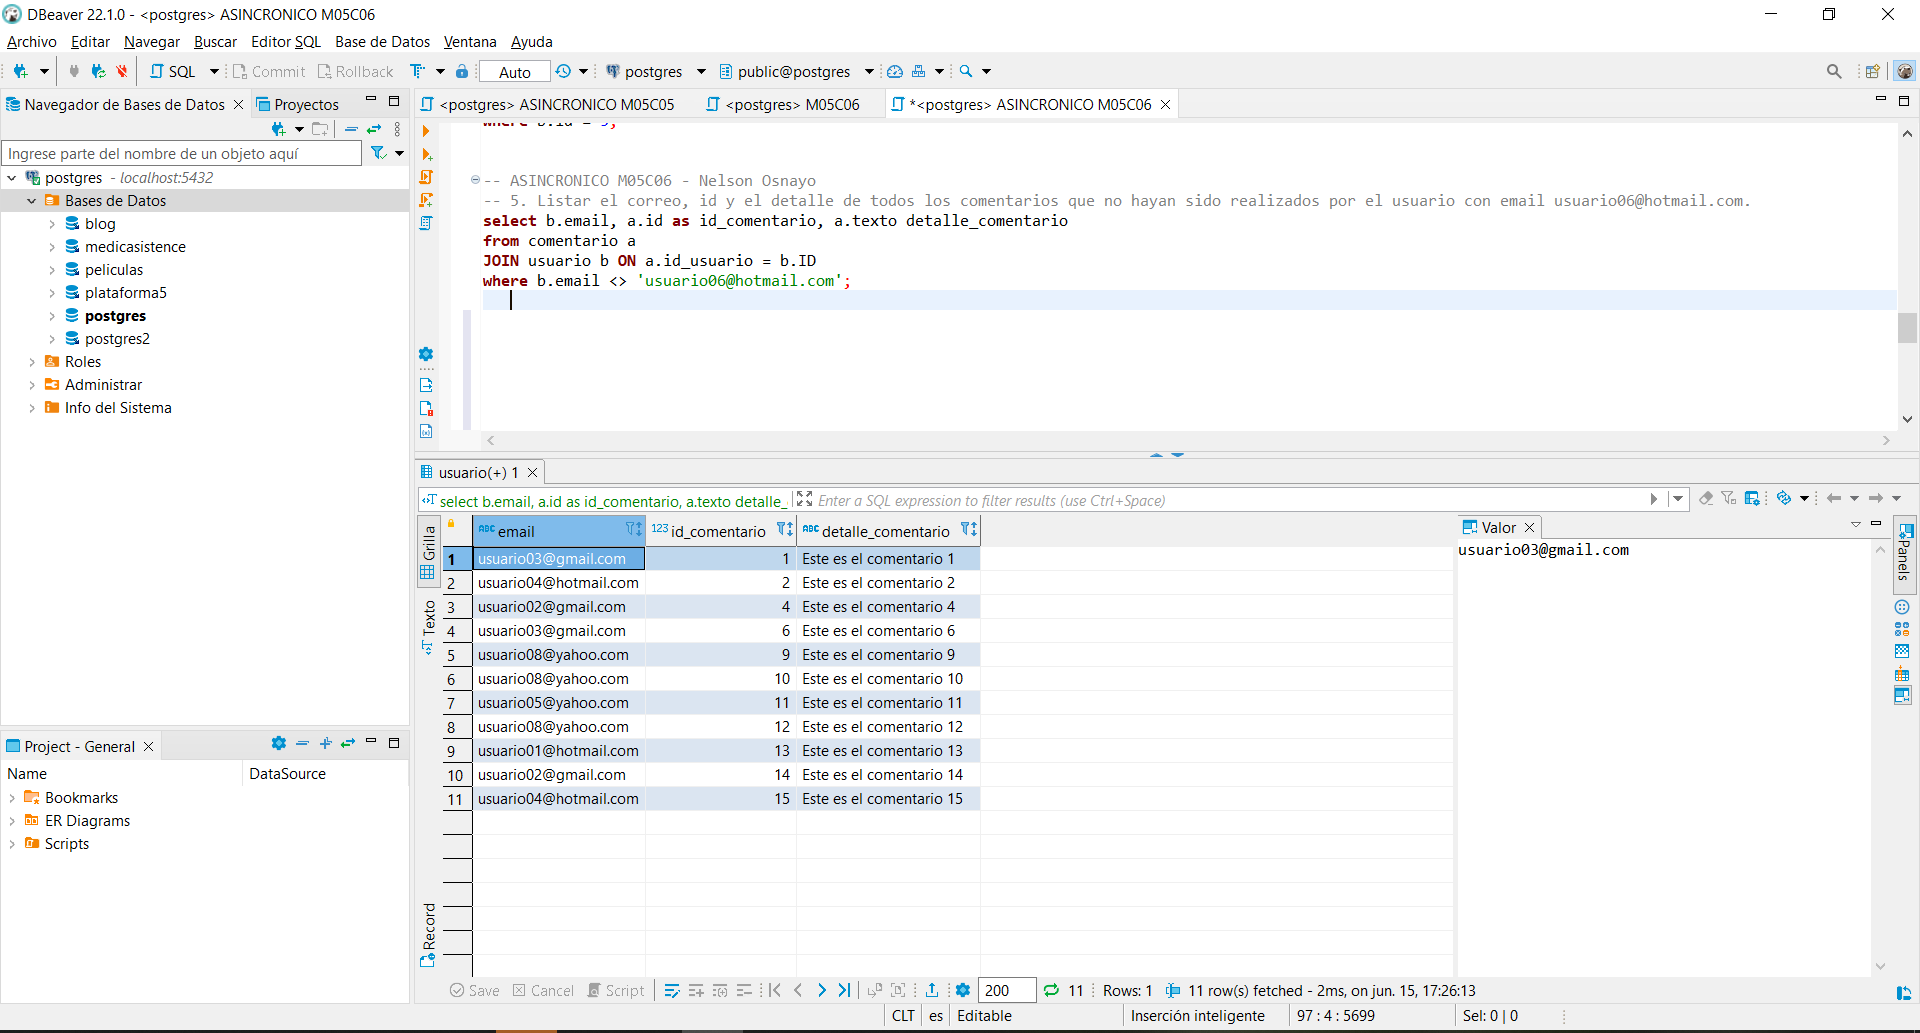 DBeaver 22.1.0 - <postgres> ASINCRONICO M05C06
Archivo Editar Navegar Buscar Editor SQL Base de Datos Ventana Ayuda
SQL Commit Rollback Auto postgres public@postgres
Navegador de Bases de Datos Proyectos
Ingrese parte del nombre de un objeto aquí
postgres - localhost:5432
Bases de Datos
blog
medicasistence
peliculas
plataforma5
postgres
postgres2
Roles
Administrar
Info del Sistema
Project - General
Name DataSource
Bookmarks
ER Diagrams
Scripts
<postgres> ASINCRONICO M05C05 <postgres> M05C06 *<postgres> ASINCRONICO M05C06
-- ASINCRONICO M05C06 - Nelson Osnayo
-- 5. Listar el correo, id y el detalle de todos los comentarios que no hayan sido realizados por el usuario con email usuario06@hotmail.com.
select b.email, a.id as id_comentario, a.texto detalle_comentario
from comentario a
JOIN usuario b ON a.id_usuario = b.ID
where b.email <> 'usuario06@hotmail.com';
usuario(+) 1
select b.email, a.id as id_comentario, a.texto detalle_ Enter a SQL expression to filter results (use Ctrl+Space)
Grilla
Texto
Record
ABC email 123 id_comentario ABC detalle_comentario
1 usuario03@gmail.com 1 Este es el comentario 1
2 usuario04@hotmail.com 2 Este es el comentario 2
3 usuario02@gmail.com 4 Este es el comentario 4
4 usuario03@gmail.com 6 Este es el comentario 6
5 usuario08@yahoo.com 9 Este es el comentario 9
6 usuario08@yahoo.com 10 Este es el comentario 10
7 usuario05@yahoo.com 11 Este es el comentario 11
8 usuario08@yahoo.com 12 Este es el comentario 12
9 usuario01@hotmail.com 13 Este es el comentario 13
10 usuario02@gmail.com 14 Este es el comentario 14
11 usuario04@hotmail.com 15 Este es el comentario 15
Valor
usuario03@gmail.com
Panels
Save Cancel Script 200 11 Rows: 1 11 row(s) fetched - 2ms, on jun. 15, 17:26:13
CLT es Editable Inserción inteligente 97 : 4 : 5699 Sel: 0 | 0